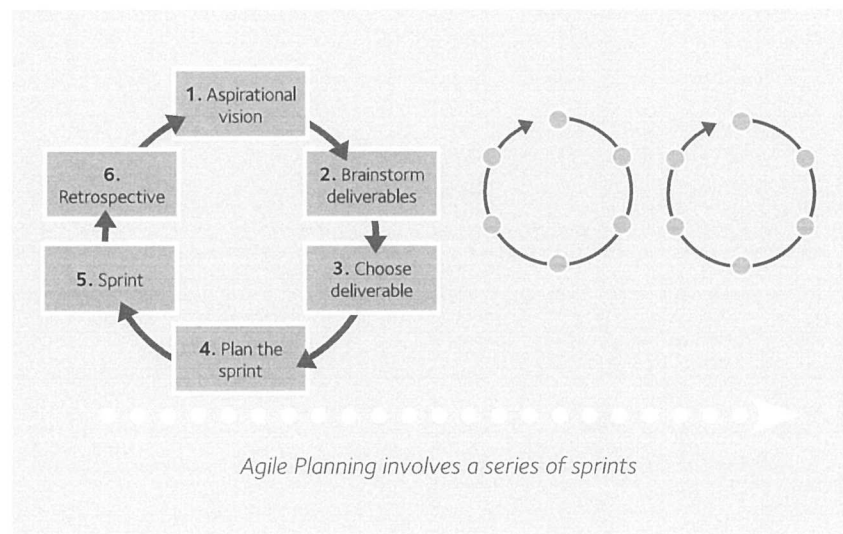 1. Aspirational
vision
2. Brainstorm
deliverables
3. Choose
deliverable
4. Plan the
sprint
5. Sprint
6.
Retrospective
Agile Planning involves a series of sprints